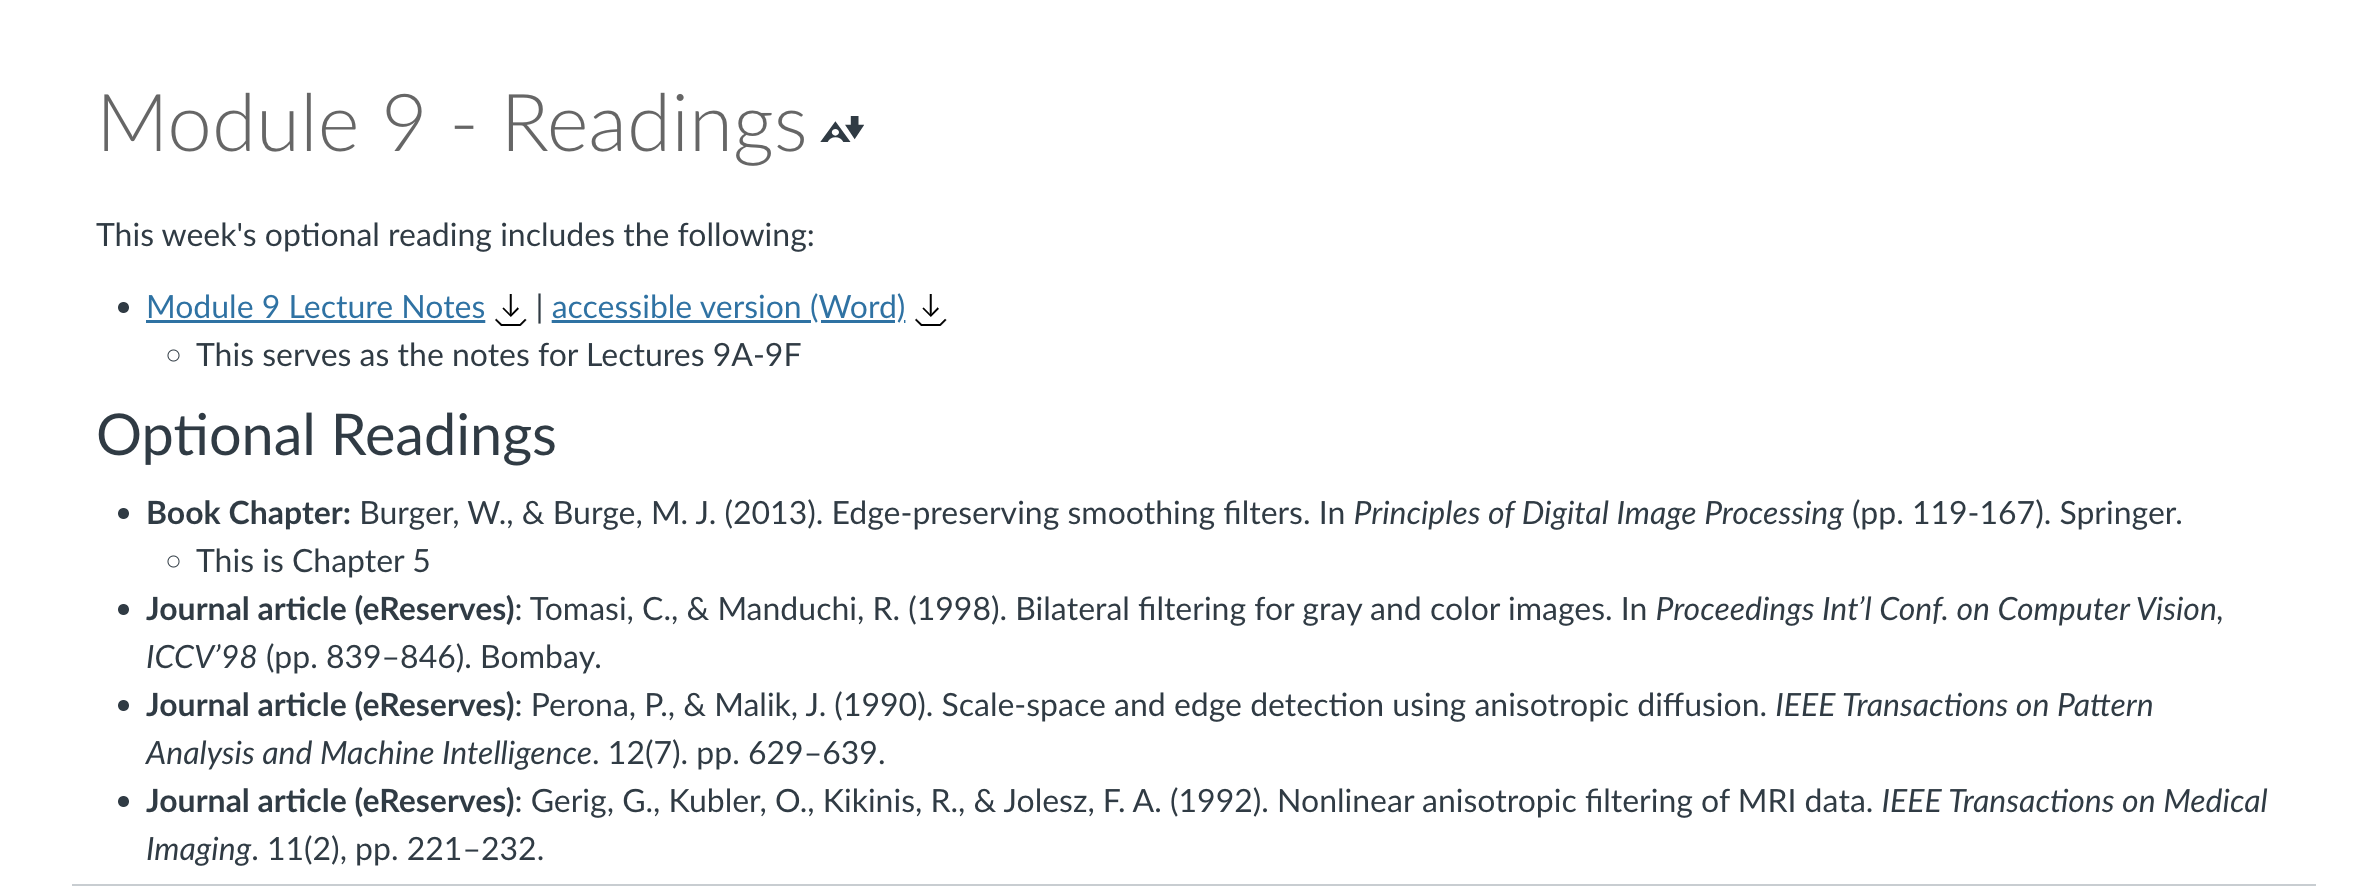 Module 9 - Readings
This week's optional reading includes the following:
Module 9 Lecture Notes | accessible version (Word)
This serves as the notes for Lectures 9A-9F
Optional Readings
Book Chapter: Burger, W., & Burge, M. J. (2013). Edge-preserving smoothing filters. In Principles of Digital Image Processing (pp. 119-167). Springer.
This is Chapter 5
Journal article (eReserves): Tomasi, C., & Manduchi, R. (1998). Bilateral filtering for gray and color images. In Proceedings Int’l Conf. on Computer Vision,
ICCV’98 (pp. 839–846). Bombay.
Journal article (eReserves): Perona, P., & Malik, J. (1990). Scale-space and edge detection using anisotropic diffusion. IEEE Transactions on Pattern
Analysis and Machine Intelligence. 12(7). pp. 629–639.
Journal article (eReserves): Gerig, G., Kubler, O., Kikinis, R., & Jolesz, F. A. (1992). Nonlinear anisotropic filtering of MRI data. IEEE Transactions on Medical
Imaging. 11(2), pp. 221–232.